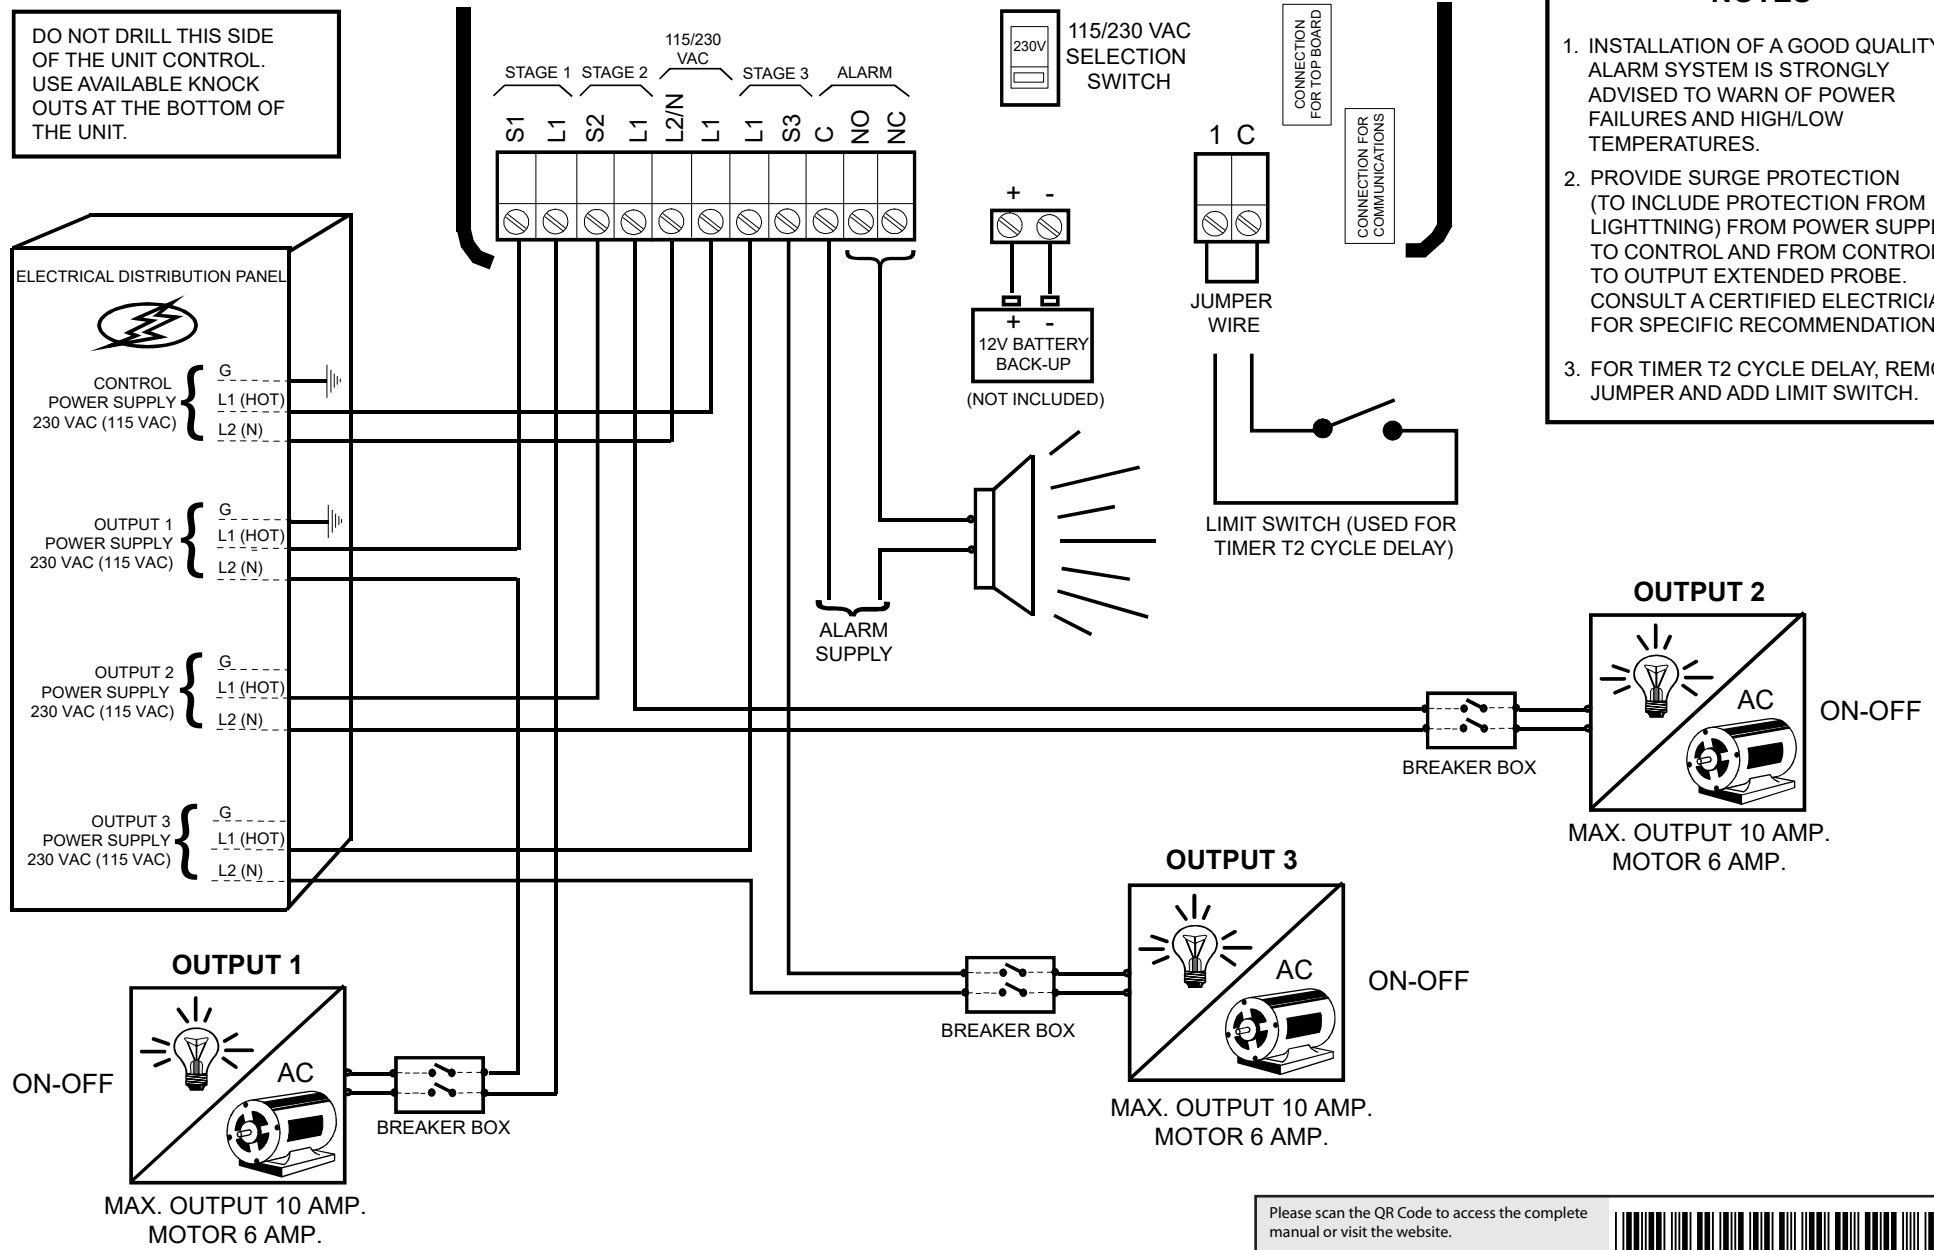 DO NOT DRILL THIS SIDE
OF THE UNIT CONTROL.
USE AVAILABLE KNOCK
OUTS AT THE BOTTOM OF
THE UNIT.
115/230
VAC
STAGE 1
STAGE 2
STAGE 3
ALARM
S1
L1
S2
L1
L2/N
L1
L1
S3
C
NO
NC
230V
115/230 VAC
SELECTION
SWITCH
CONNECTION
FOR TOP BOARD
CONNECTION FOR
COMMUNICATIONS
1 C
+ -
+ -
12V BATTERY
BACK-UP
(NOT INCLUDED)
JUMPER
WIRE
LIMIT SWITCH (USED FOR
TIMER T2 CYCLE DELAY)
ALARM
SUPPLY
NOTES
1. INSTALLATION OF A GOOD QUALITY
ALARM SYSTEM IS STRONGLY
ADVISED TO WARN OF POWER
FAILURES AND HIGH/LOW
TEMPERATURES.
2. PROVIDE SURGE PROTECTION
(TO INCLUDE PROTECTION FROM
LIGHTTNING) FROM POWER SUPPL
TO CONTROL AND FROM CONTROL
TO OUTPUT EXTENDED PROBE.
CONSULT A CERTIFIED ELECTRICIA
FOR SPECIFIC RECOMMENDATION
3. FOR TIMER T2 CYCLE DELAY, REMO
JUMPER AND ADD LIMIT SWITCH.
ELECTRICAL DISTRIBUTION PANEL
CONTROL
POWER SUPPLY
230 VAC (115 VAC)
G
L1 (HOT)
L2 (N)
OUTPUT 1
POWER SUPPLY
230 VAC (115 VAC)
G
L1 (HOT)
L2 (N)
OUTPUT 2
POWER SUPPLY
230 VAC (115 VAC)
G
L1 (HOT)
L2 (N)
OUTPUT 3
POWER SUPPLY
230 VAC (115 VAC)
G
L1 (HOT)
L2 (N)
OUTPUT 2
AC
ON-OFF
BREAKER BOX
MAX. OUTPUT 10 AMP.
MOTOR 6 AMP.
OUTPUT 3
AC
ON-OFF
BREAKER BOX
MAX. OUTPUT 10 AMP.
MOTOR 6 AMP.
OUTPUT 1
AC
ON-OFF
BREAKER BOX
MAX. OUTPUT 10 AMP.
MOTOR 6 AMP.
Please scan the QR Code to access the complete
manual or visit the website.